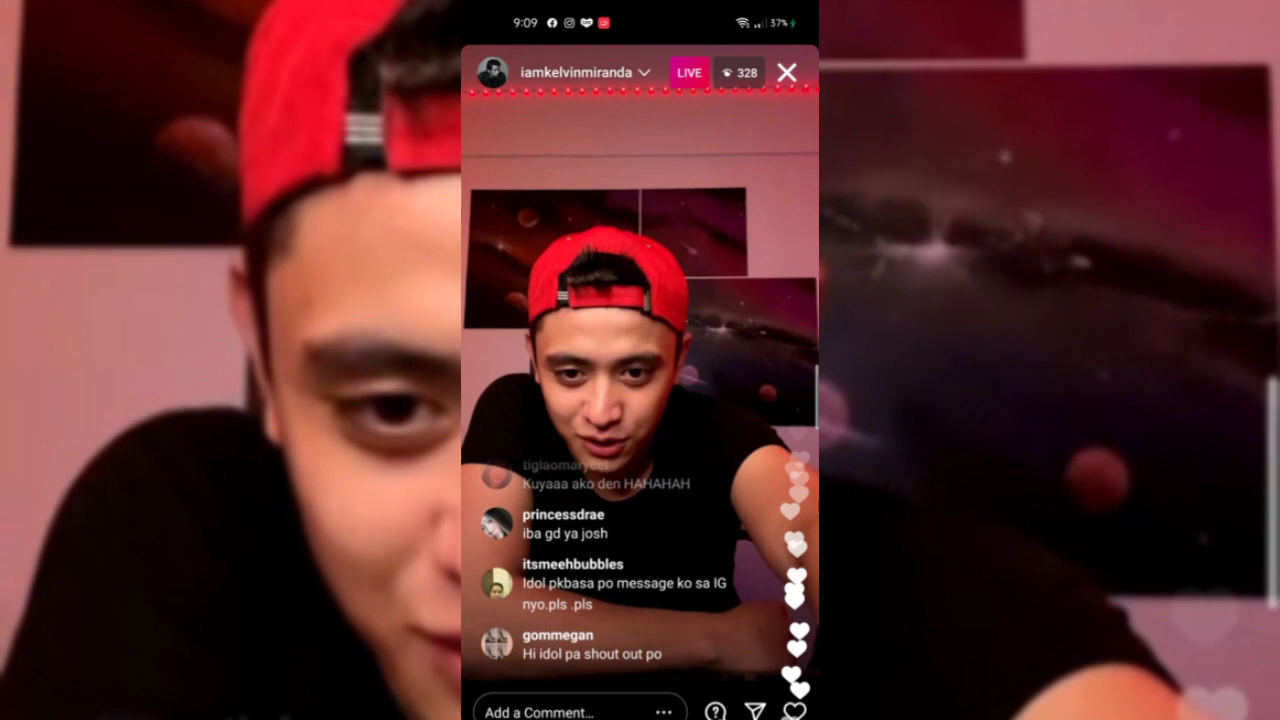 9:09
37%
iamkelvinmiranda
LIVE
328
tiglaomarycel
Kuyaaa ako den HAHAHAH
princessdrae
iba gd ya josh
itsmeehbubbles
Idol pkbasa po message ko sa IG
nyo.pls .pls
gommegan
Hi idol pa shout out po
Add a Comment...